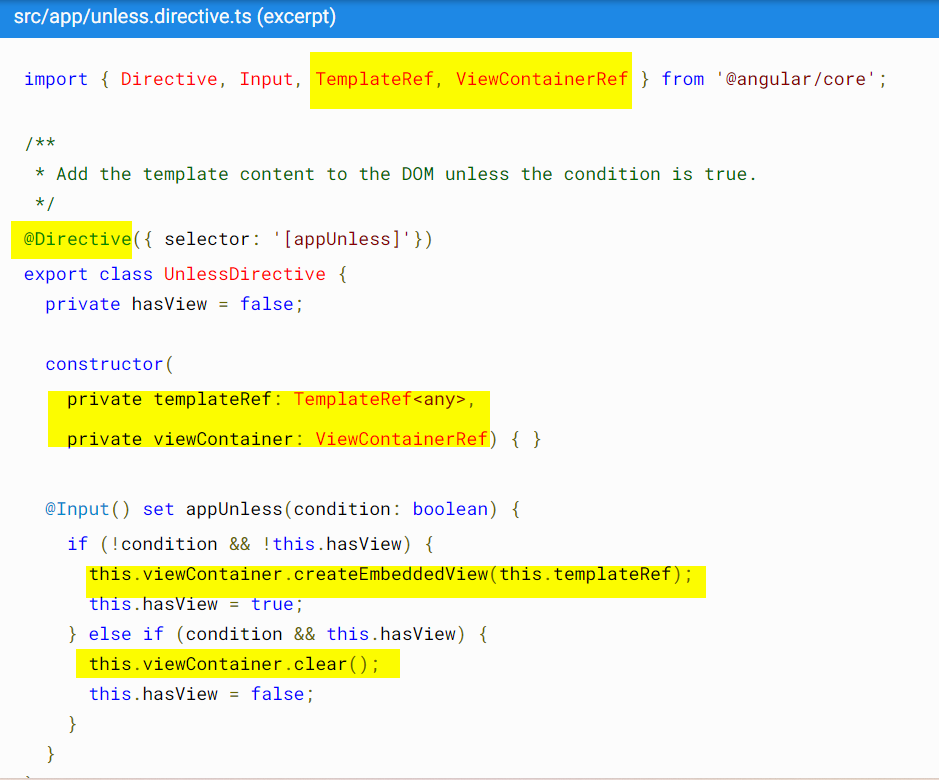 src/app/unless.directive.ts (excerpt)
import { Directive, Input, TemplateRef, ViewContainerRef } from '@angular/core';
/**
 * Add the template content to the DOM unless the condition is true.
 */
@Directive({ selector: '[appUnless]'})
export class UnlessDirective {
  private hasView = false;
  constructor(
    private templateRef: TemplateRef<any>,
    private viewContainer: ViewContainerRef) { }
  @Input() set appUnless(condition: boolean) {
    if (!condition && !this.hasView) {
      this.viewContainer.createEmbeddedView(this.templateRef);
      this.hasView = true;
    } else if (condition && this.hasView) {
      this.viewContainer.clear();
      this.hasView = false;
    }
  }